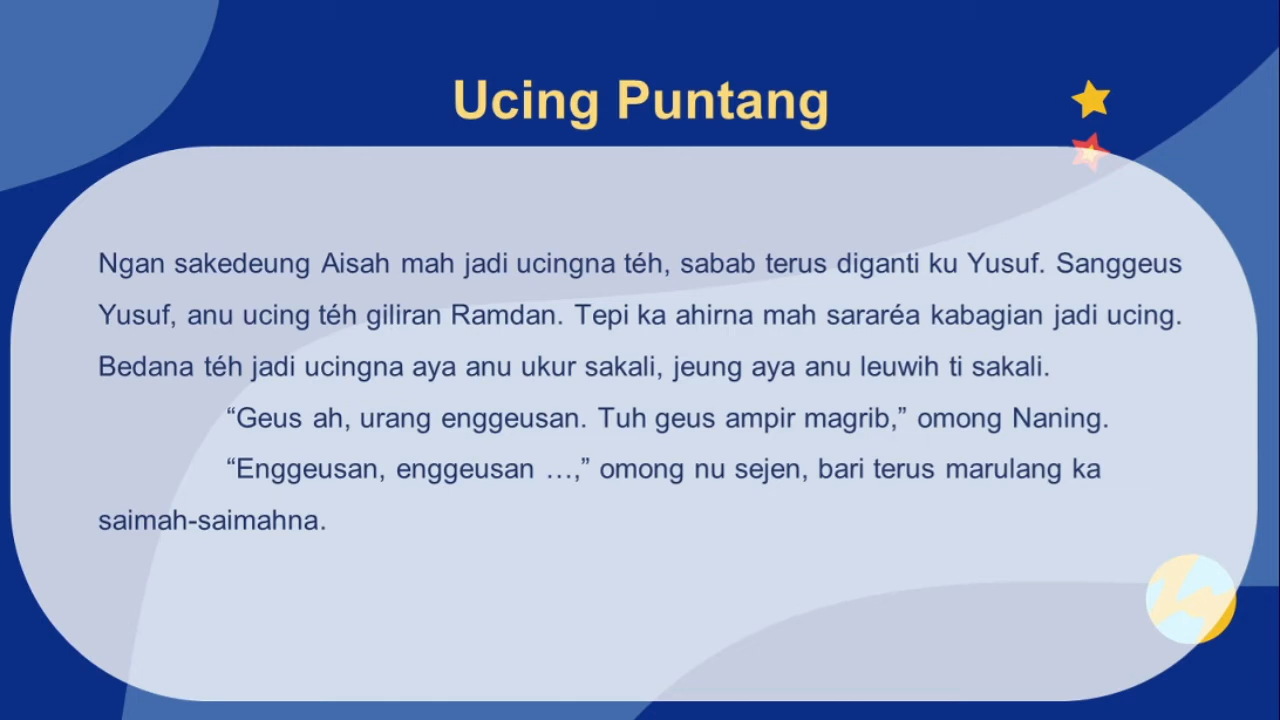 Ucing Puntang
Ngan sakedeung Aisah mah jadi ucingna téh, sabab terus diganti ku Yusuf. Sanggeus
Yusuf, anu ucing téh giliran Ramdan. Tepi ka ahirna mah sararéa kabagian jadi ucing.
Bedana téh jadi ucingna aya anu ukur sakali, jeung aya anu leuwih ti sakali.
“Geus ah, urang enggeusan. Tuh geus ampir magrib,” omong Naning.
“Enggeusan, enggeusan …,” omong nu sejen, bari terus marulang ka
saimah-saimahna.